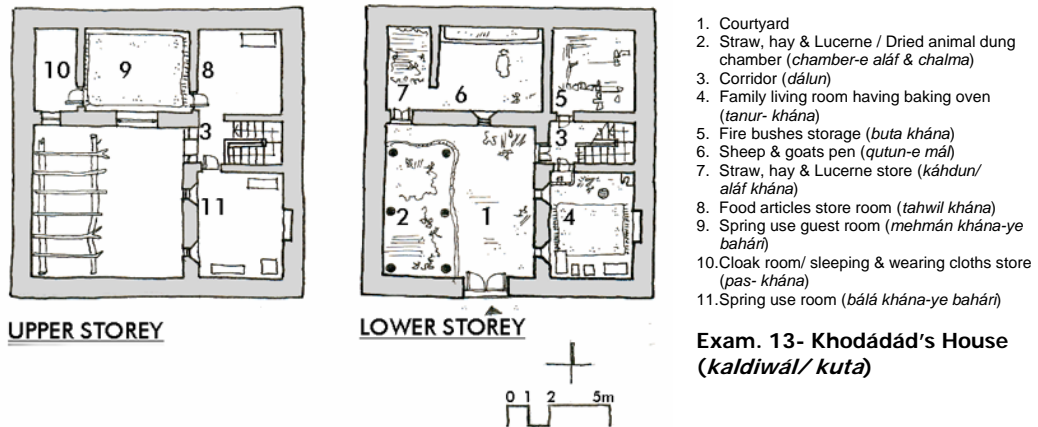 10
9
8
3
11
UPPER STOREY
7
6
5
3
2
1
4
LOWER STOREY
0 1 2 5m
1. Courtyard
2. Straw, hay & Lucerne / Dried animal dung
chamber (chamber-e aláf & chalma)
3. Corridor (dálun)
4. Family living room having baking oven
(tanur- khána)
5. Fire bushes storage (buta khána)
6. Sheep & goats pen (qutun-e mál)
7. Straw, hay & Lucerne store (káhdun/
aláf khána)
8. Food articles store room (tahwil khána)
9. Spring use guest room (mehmán khána-ye
bahári)
10.Cloak room/ sleeping & wearing cloths store
(pas- khána)
11.Spring use room (bálá khána-ye bahári)
Exam. 13- Khodádád's House
(kaldiwál/ kuta)